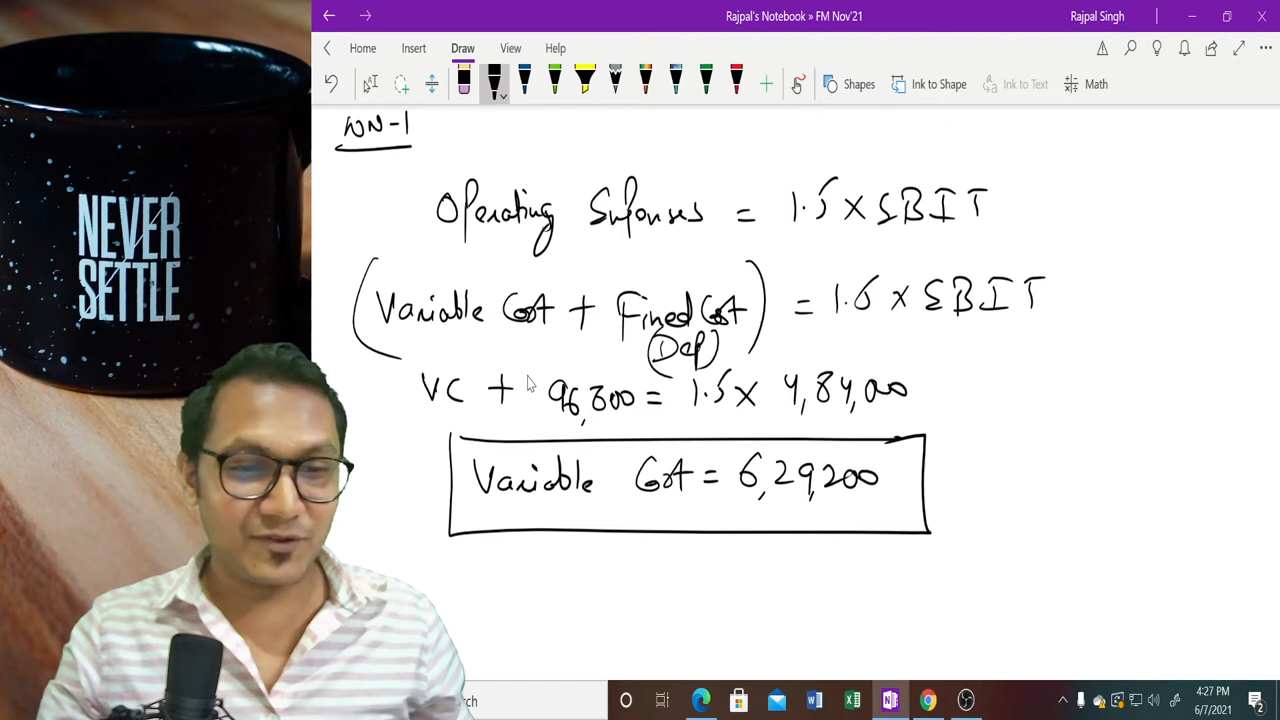 Rajpal's Notebook » FM Nov'21
Rajpal Singh
Home Insert Draw View Help
Shapes Ink to Shape Ink to Text Math
WN-1
Operating Expenses = 1.5 × EBIT
(Variable Cost + Fixed Cost) = 1.5 × EBIT
(Dep)
VC + 96,800 = 1.5 × 4,84,000
Variable Cost = 6,29,200
NEVER
SETTLE
rch
4:27 PM
6/7/2021
2